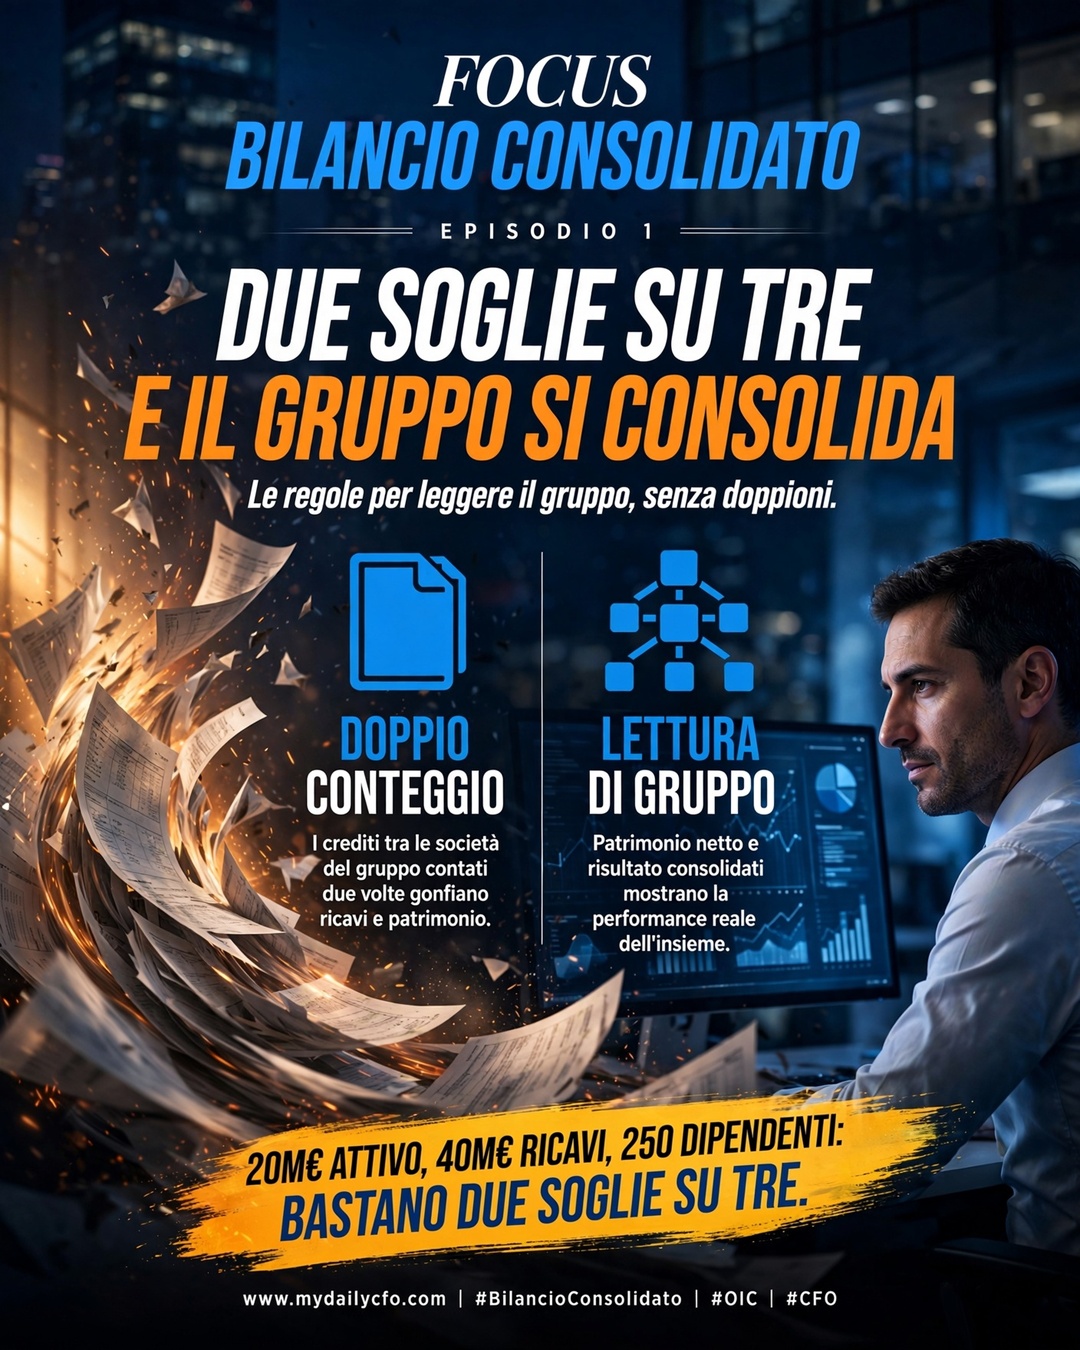 FOCUS
BILANCIO CONSOLIDATO
EPISODIO 1
DUE SOGLIE SU TRE
E IL GRUPPO SI CONSOLIDA
Le regole per leggere il gruppo, senza doppioni.
DOPPIO
CONTEGGIO
I crediti tra le società
del gruppo contati
due volte gonfiano
ricavi e patrimonio.
LETTURA
DI GRUPPO
Patrimonio netto e
risultato consolidati
mostrano la
performance reale
dell'insieme.
20M€ ATTIVO, 40M€ RICAVI, 250 DIPENDENTI:
BASTANO DUE SOGLIE SU TRE.
www.mydailycfo.com | #BilancioConsolidato | #OIC | #CFO